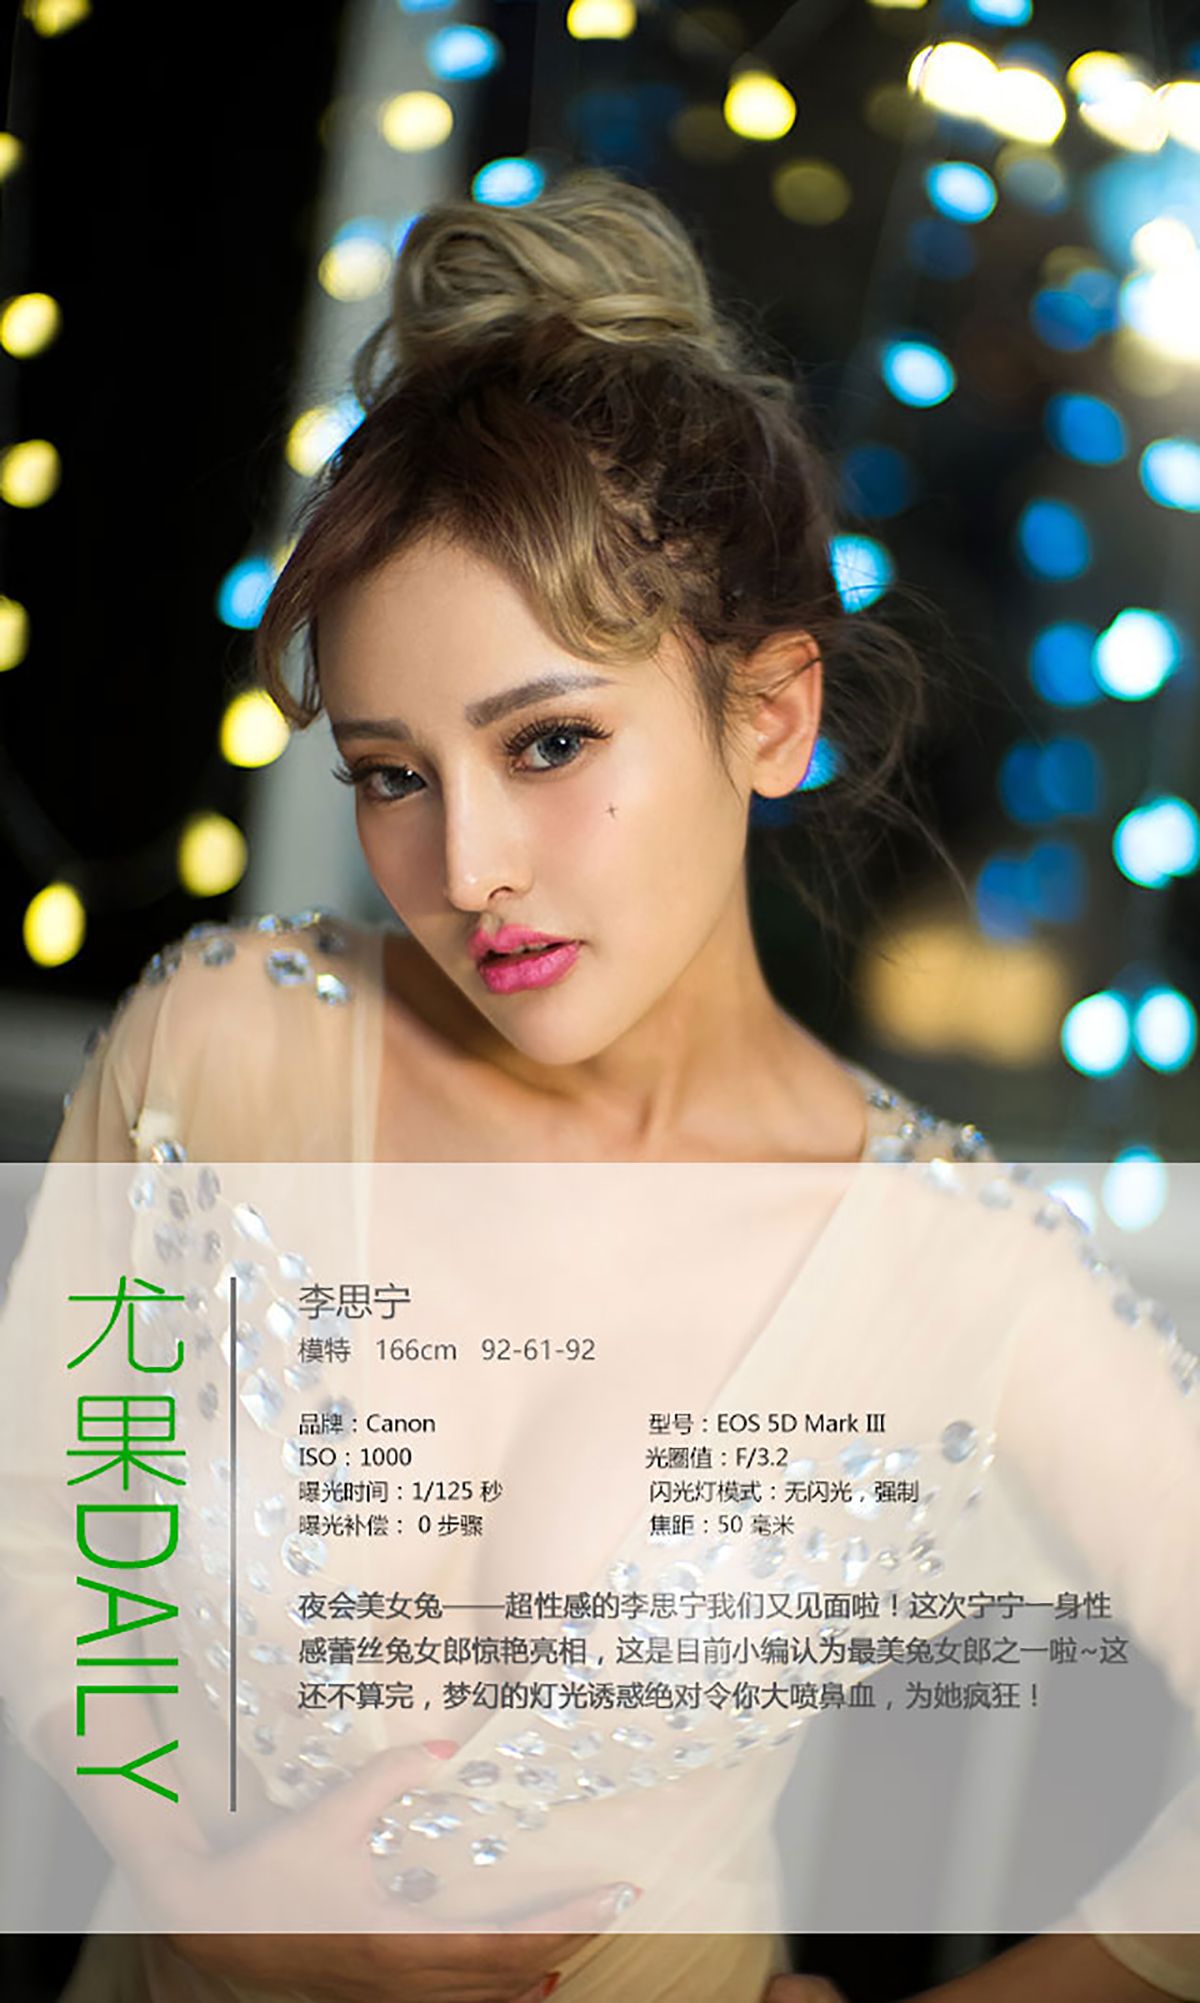 尤果DAILY
李思宁
模特 166cm 92-61-92
品牌：Canon 型号：EOS 5D Mark III
ISO：1000 光圈值：F/3.2
曝光时间：1/125 秒 闪光灯模式：无闪光，强制
曝光补偿： 0 步骤 焦距：50 毫米
夜会美女兔——超性感的李思宁我们又见面啦！这次宁宁一身性
感蕾丝兔女郎惊艳亮相，这是目前小编认为最美兔女郎之一啦~这
还不算完，梦幻的灯光诱惑绝对令你大喷鼻血，为她疯狂！